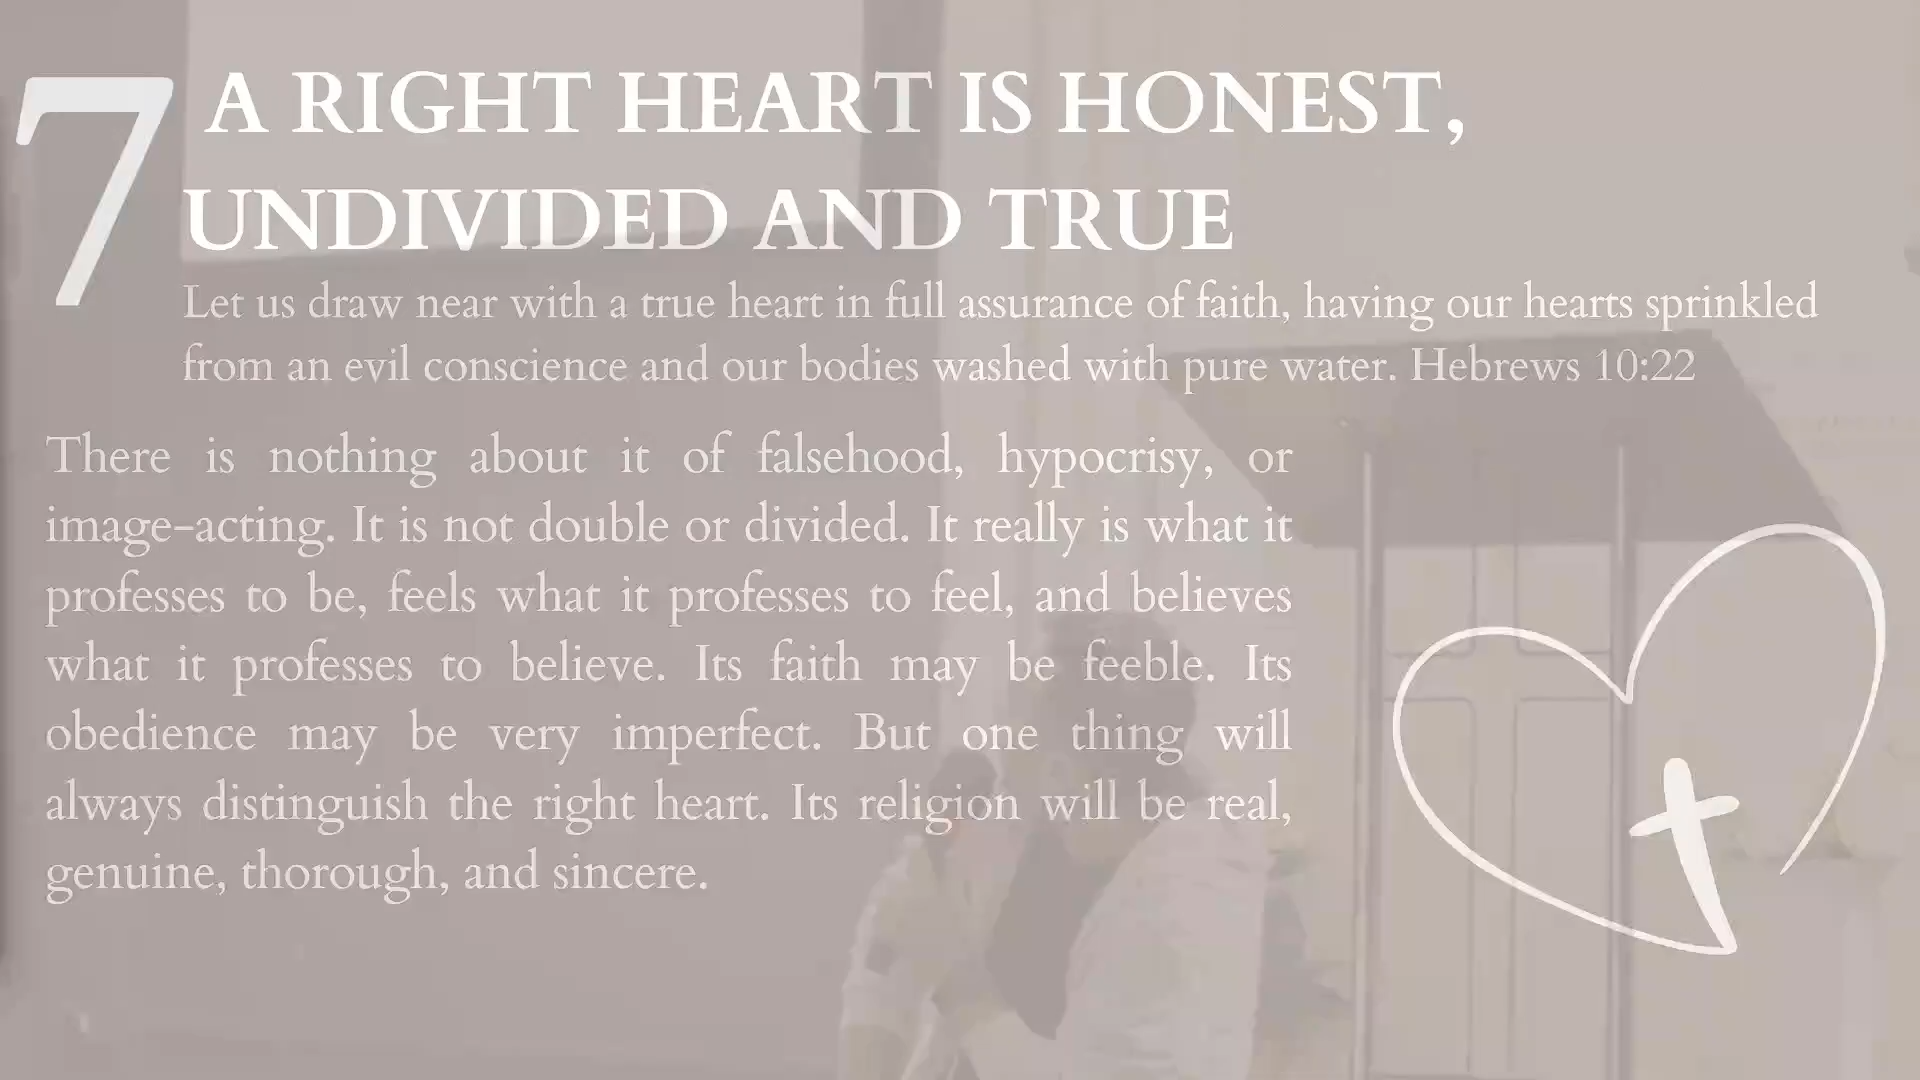 7
A RIGHT HEART IS HONEST,
UNDIVIDED AND TRUE
Let us draw near with a true heart in full assurance of faith, having our hearts sprinkled
from an evil conscience and our bodies washed with pure water. Hebrews 10:22
There is nothing about it of falsehood, hypocrisy, or
image-acting. It is not double or divided. It really is what it
professes to be, feels what it professes to feel, and believes
what it professes to believe. Its faith may be feeble. Its
obedience may be very imperfect. But one thing will
always distinguish the right heart. Its religion will be real,
genuine, thorough, and sincere.